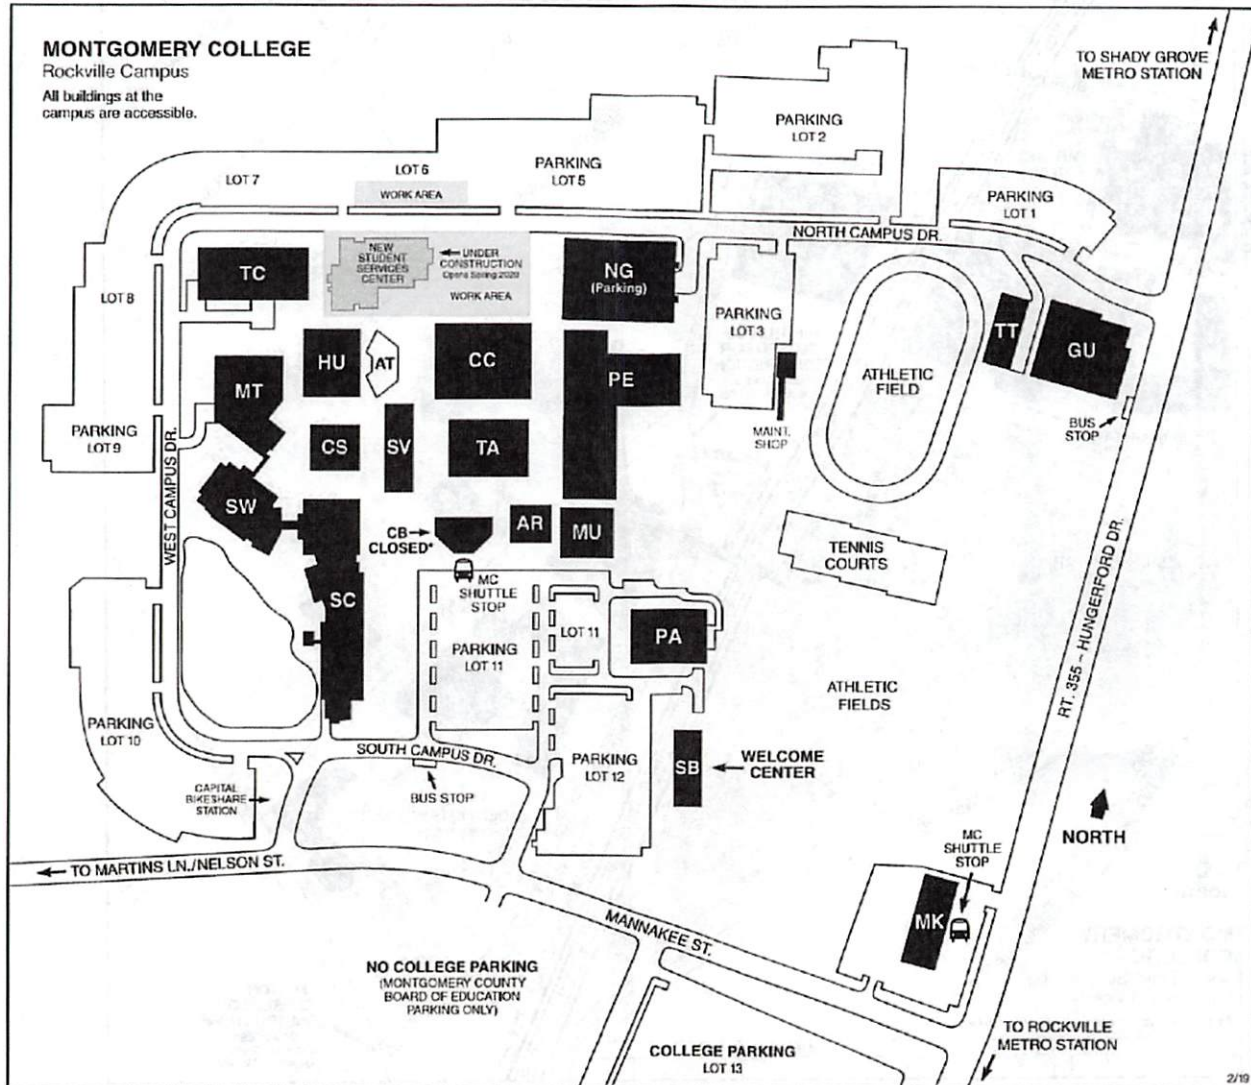 MONTGOMERY COLLEGE
Rockville Campus
All buildings at the
campus are accessible.
TO SHADY GROVE
METRO STATION
PARKING
LOT 2
PARKING
LOT 5
LOT 6
WORK AREA
LOT 7
PARKING
LOT 1
NORTH CAMPUS DR.
NEW
STUDENT
SERVICES
CENTER
UNDER
CONSTRUCTION
Opens Spring 2020
WORK AREA
TC
NG
(Parking)
LOT 8
PARKING
LOT 3
TT
GU
HU
AT
CC
PE
ATHLETIC
FIELD
MT
PARKING
LOT 9
MAINT.
SHOP
BUS
STOP
CS
SV
TA
WEST CAMPUS DR.
SW
CB
CLOSED*
AR
MU
TENNIS
COURTS
RT. 355 - HUNGERFORD DR.
MC
SHUTTLE
STOP
SC
LOT 11
PA
PARKING
LOT 11
ATHLETIC
FIELDS
PARKING
LOT 10
SOUTH CAMPUS DR.
PARKING
LOT 12
SB
WELCOME
CENTER
CAPITAL
BIKESHARE
STATION
BUS STOP
NORTH
MC
SHUTTLE
STOP
TO MARTINS LN./NELSON ST.
MK
MANNAKEE ST.
NO COLLEGE PARKING
(MONTGOMERY COUNTY
BOARD OF EDUCATION
PARKING ONLY)
TO ROCKVILLE
METRO STATION
COLLEGE PARKING
LOT 13
2/19